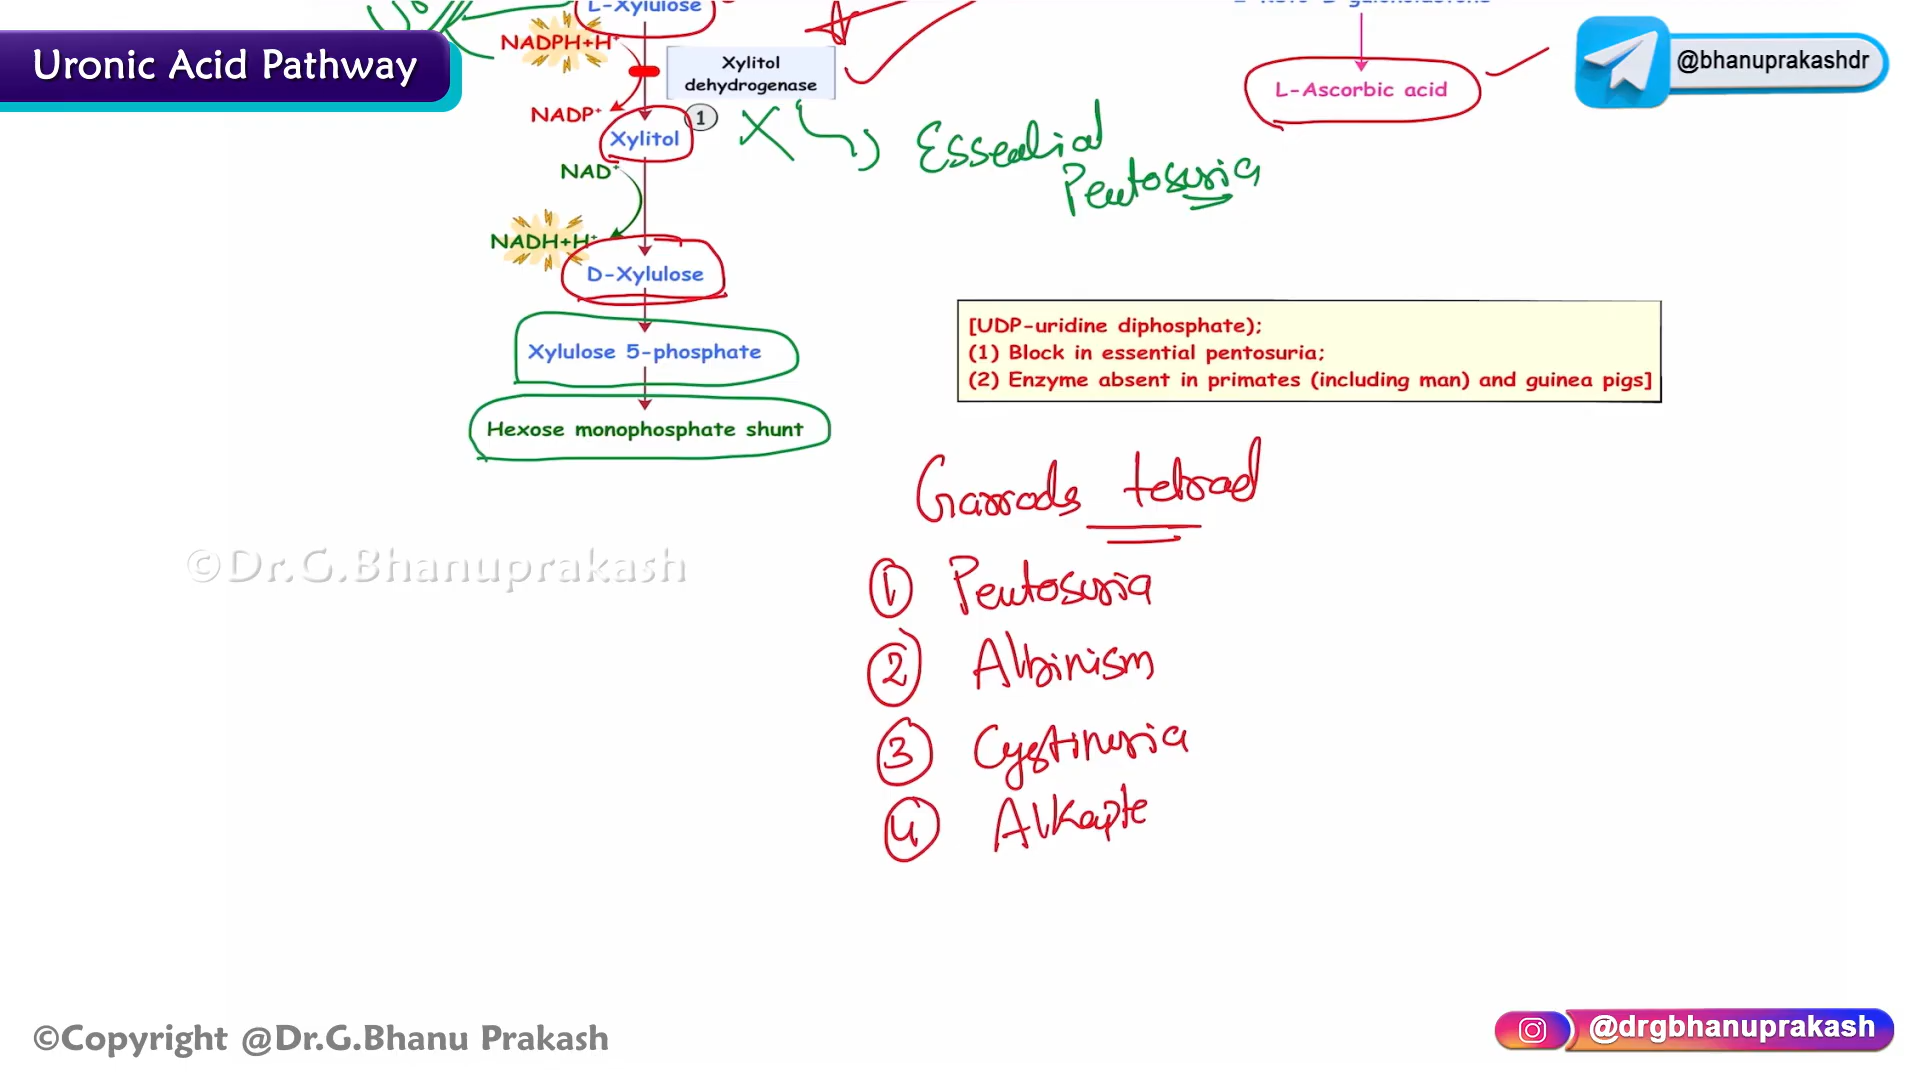 L-Xylulose
Uronic Acid Pathway
NADPH+H⁺
Xylitol
dehydrogenase
NADP⁺
1
Xylitol
NAD⁺
NADH+H⁺
D-Xylulose
Xylulose 5-phosphate
Hexose monophosphate shunt
L-Ascorbic acid
@bhanuprakashdr
X
Essential
Pentosuria
[UDP-uridine diphosphate);
(1) Block in essential pentosuria;
(2) Enzyme absent in primates (including man) and guinea pigs]
Garrods tetrad
1 Pentosuria
2 Albinism
3 Cystinuria
4 Alkapte
©Dr.G.Bhanuprakash
©Copyright @Dr.G.Bhanu Prakash
@drgbhanuprakash